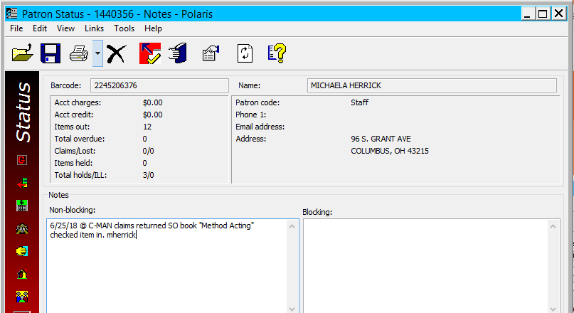 Patron Status - 1440356 - Notes - Polaris
File Edit View Links Tools Help
Status
Barcode: 2245206376 Name: MICHAELA HERRICK
Acct charges: $0.00 Patron code: Staff
Acct credit: $0.00 Phone 1:
Items out: 12 Email address:
Total overdue: 0 Address: 96 S. GRANT AVE
Claims/Lost: 0/0 COLUMBUS, OH 43215
Items held: 0
Total holds/ILL: 3/0
Notes
Non-blocking: Blocking:
6/25/18 @ C-MAN claims returned SO book "Method Acting"
checked item in. mherrick